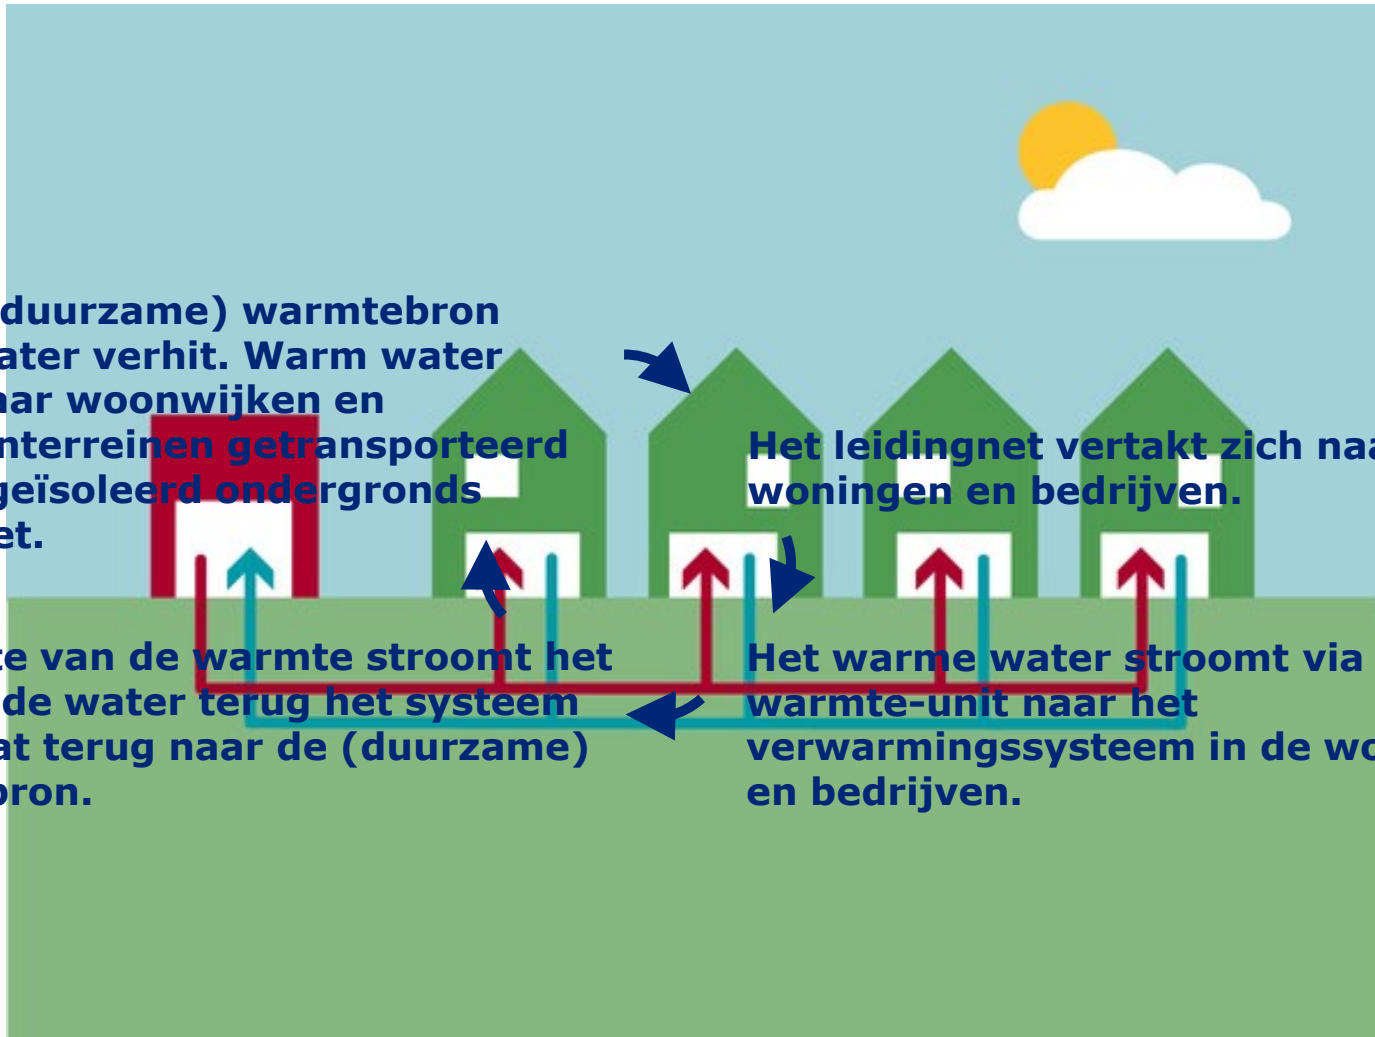 duurzame) warmtebron
ater verhit. Warm water
aar woonwijken en
nterreinen getransporteerd
geïsoleerd ondergronds
et.
Het leidingnet vertakt zich naa
woningen en bedrijven.
te van de warmte stroomt het
de water terug het systeem
at terug naar de (duurzame)
bron.
Het warme water stroomt via
warmte-unit naar het
verwarmingssysteem in de wo
en bedrijven.